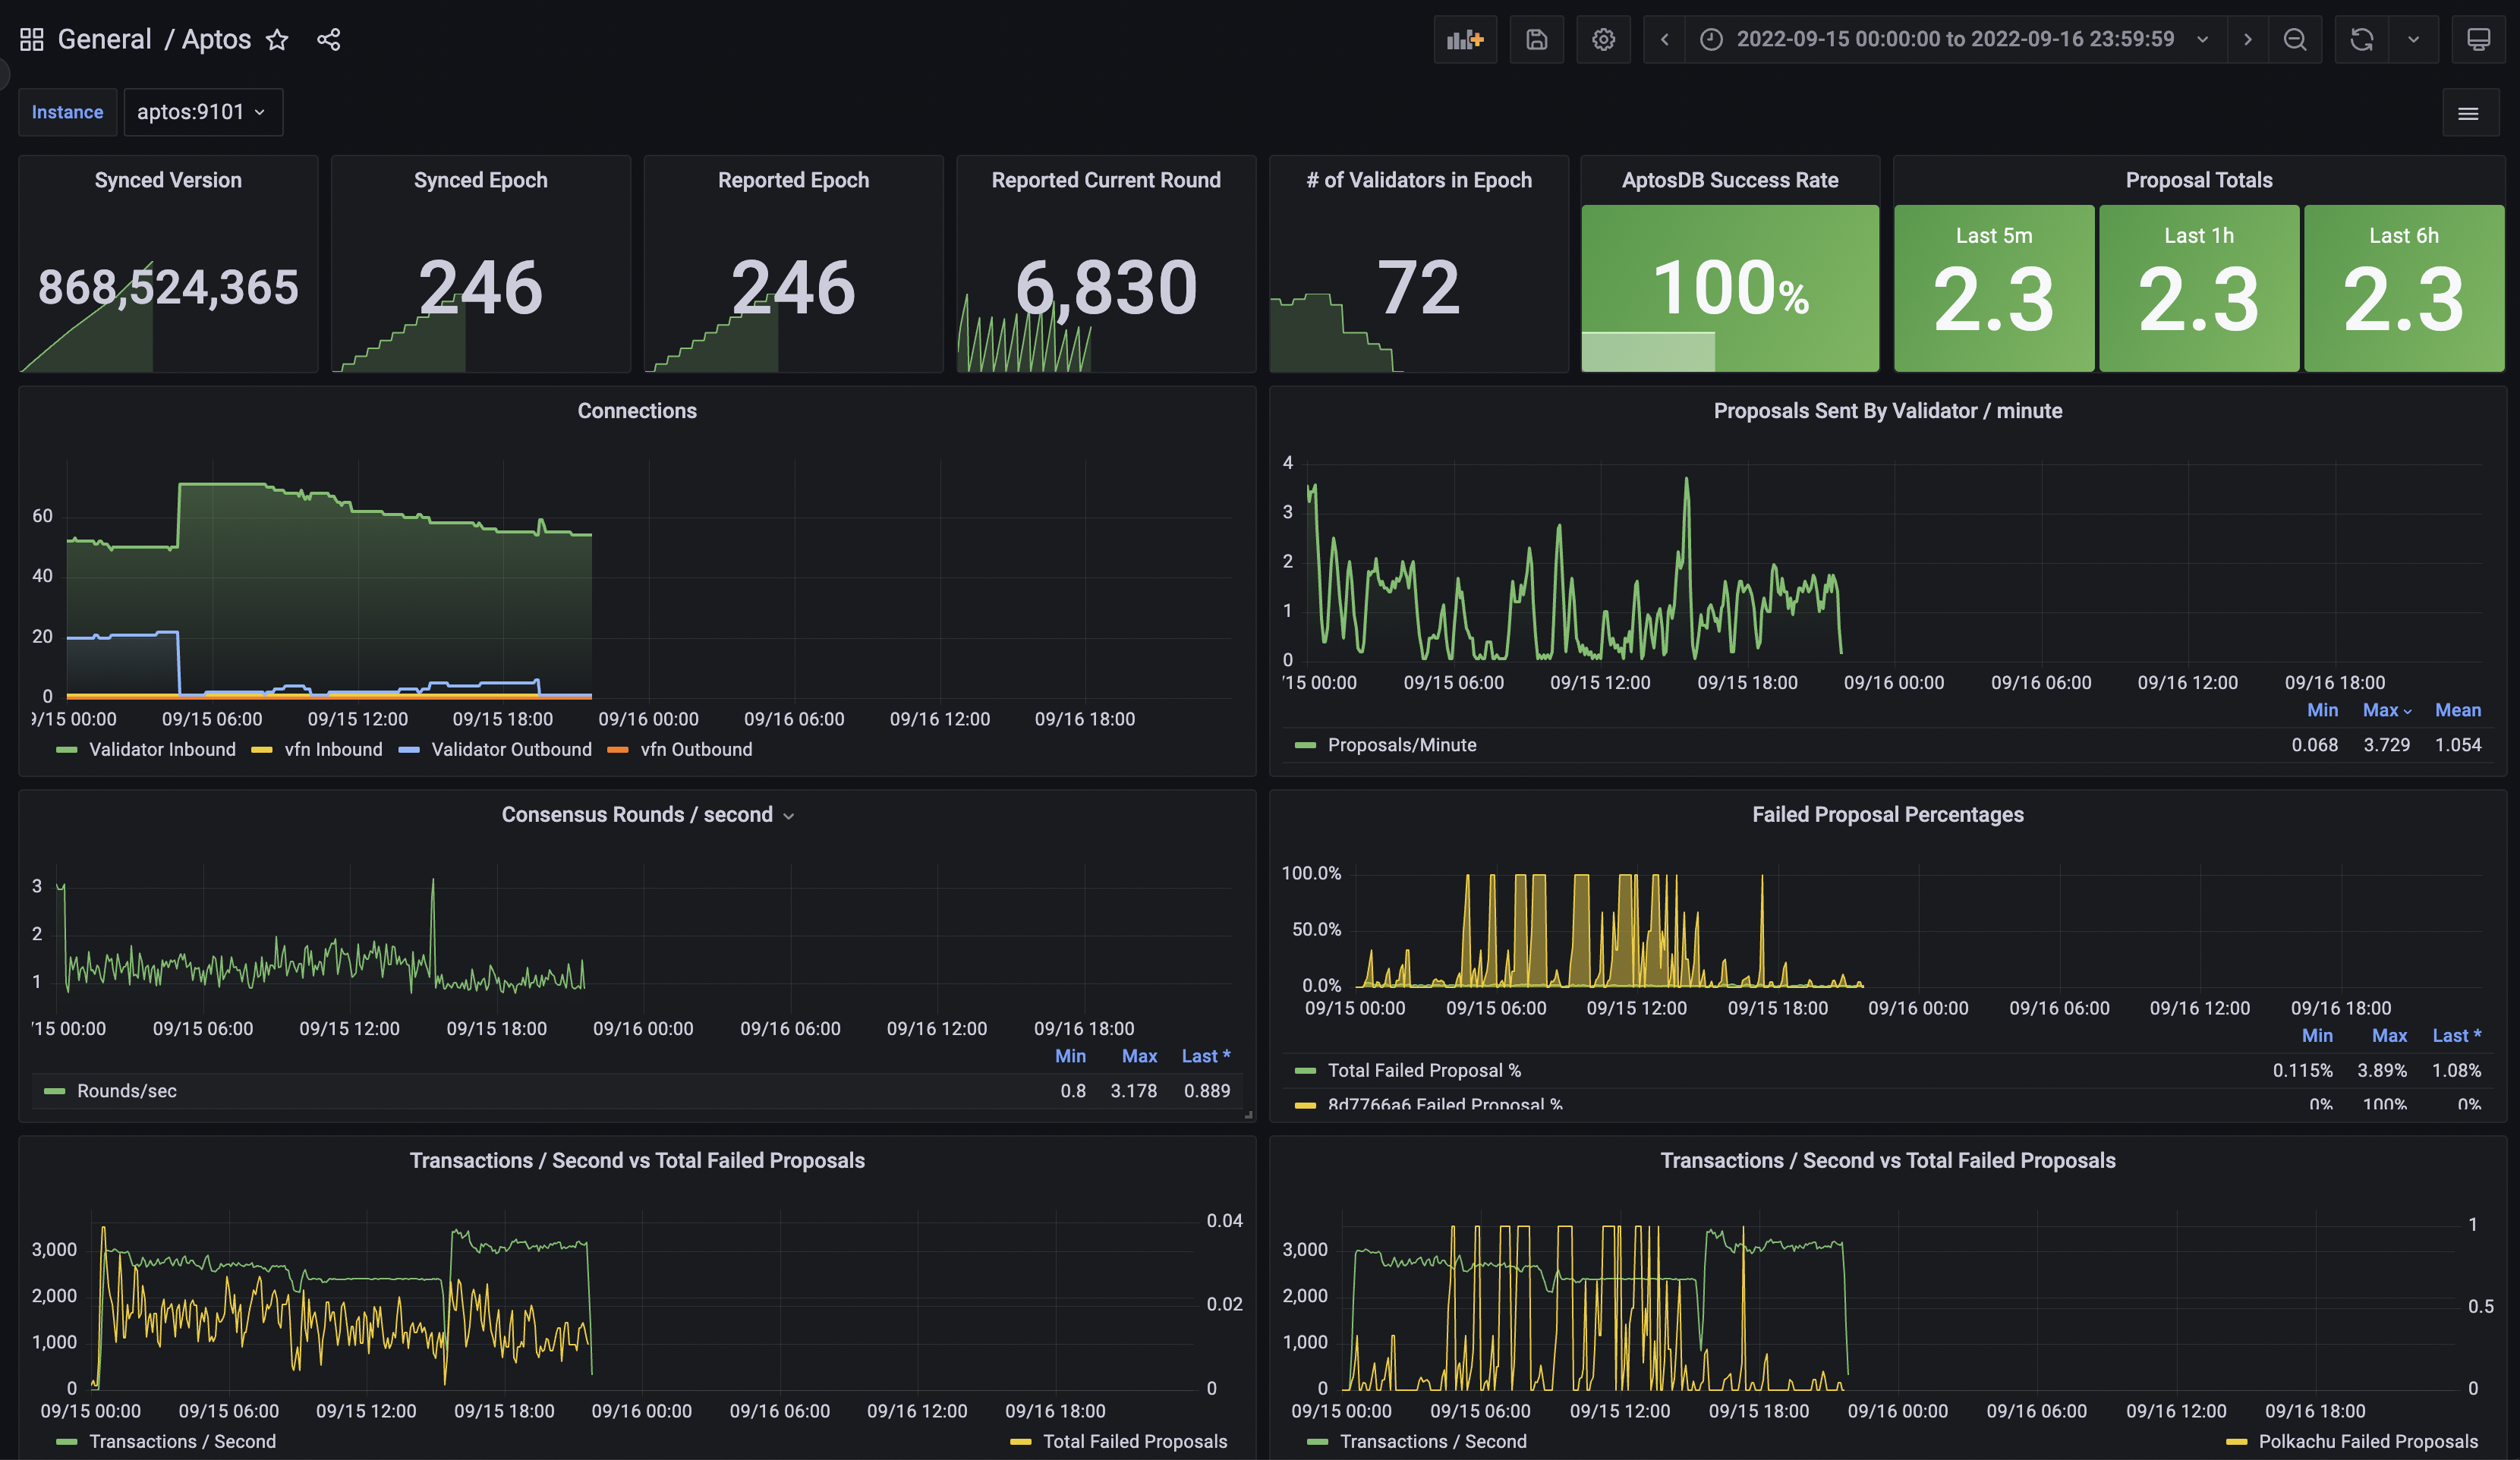 General / Aptos
2022-09-15 00:00:00 to 2022-09-16 23:59:59
Instance aptos:9101
Synced Version
868,524,365
Synced Epoch
246
Reported Epoch
246
Reported Current Round
6,830
# of Validators in Epoch
72
AptosDB Success Rate
100%
Proposal Totals
Last 5m
2.3
Last 1h
2.3
Last 6h
2.3
Connections
60
40
20
0
)/15 00:00 09/15 06:00 09/15 12:00 09/15 18:00 09/16 00:00 09/16 06:00 09/16 12:00 09/16 18:00
Validator Inbound vfn Inbound Validator Outbound vfn Outbound
Proposals Sent By Validator / minute
4
3
2
1
0
'15 00:00 09/15 06:00 09/15 12:00 09/15 18:00 09/16 00:00 09/16 06:00 09/16 12:00 09/16 18:00
Min Max Mean
Proposals/Minute 0.068 3.729 1.054
Consensus Rounds / second
3
2
1
'15 00:00 09/15 06:00 09/15 12:00 09/15 18:00 09/16 00:00 09/16 06:00 09/16 12:00 09/16 18:00
Min Max Last *
Rounds/sec 0.8 3.178 0.889
Failed Proposal Percentages
100.0%
50.0%
0.0%
09/15 00:00 09/15 06:00 09/15 12:00 09/15 18:00 09/16 00:00 09/16 06:00 09/16 12:00 09/16 18:00
Min Max Last *
Total Failed Proposal % 0.115% 3.89% 1.08%
8d7766a6 Failed Proposal % 0% 100% 0%
Transactions / Second vs Total Failed Proposals
3,000
2,000
1,000
0
0.04
0.02
0
09/15 00:00 09/15 06:00 09/15 12:00 09/15 18:00 09/16 00:00 09/16 06:00 09/16 12:00 09/16 18:00
Transactions / Second Total Failed Proposals
Transactions / Second vs Total Failed Proposals
3,000
2,000
1,000
0
1
0.5
0
09/15 00:00 09/15 06:00 09/15 12:00 09/15 18:00 09/16 00:00 09/16 06:00 09/16 12:00 09/16 18:00
Transactions / Second Polkachu Failed Proposals